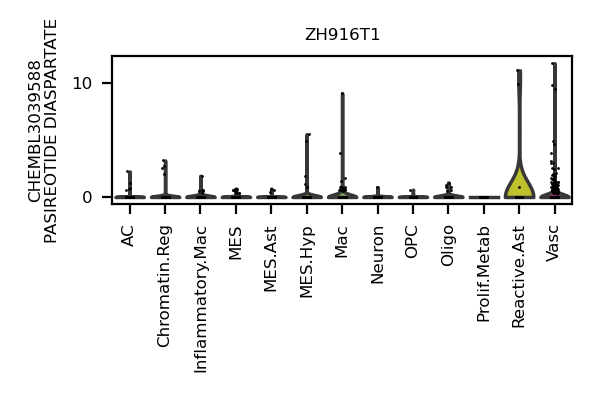 ZH916T1
CHEMBL3039588
PASIREOTIDE DIASPARTATE
10
0
AC
Chromatin.Reg
Inflammatory.Mac
MES
MES.Ast
MES.Hyp
Mac
Neuron
OPC
Oligo
Prolif.Metab
Reactive.Ast
Vasc